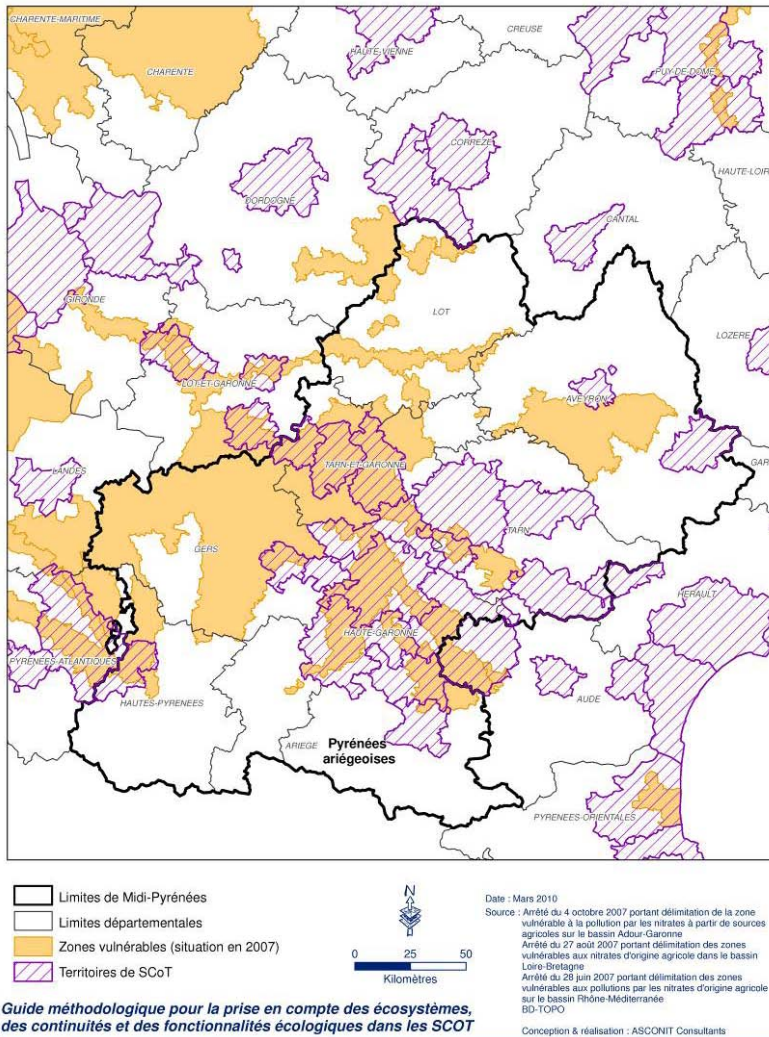 CHARENTE-MARITIME
CREUSE
HAUTE-VIENNE
CHARENTE
PUY-DE-DOME
CORREZE
HAUTE-LOIR
DORDOGNE
CANTAL
GIRONDE
LOT
LOZERE
LOT-ET-GARONNE
AVEYRON
LANDES
TARN-ET-GARONNE
GAR
TARN
GERS
HERAULT
HAUTE-GARONNE
PYRENEES-ATLANTIQUES
AUDE
HAUTES-PYRENEES
ARIEGE
Pyrénées
ariégeoises
PYRENEES-ORIENTALES
Limites de Midi-Pyrénées
Limites départementales
Zones vulnérables (situation en 2007)
Territoires de SCoT
N
0 25 50
Kilomètres
Date : Mars 2010
Source : Arrêté du 4 octobre 2007 portant délimitation de la zone
vulnérable à la pollution par les nitrates à partir de sources
agricoles sur le bassin Adour-Garonne
Arrêté du 27 août 2007 portant délimitation des zones
vulnérables aux nitrates d'origine agricole dans le bassin
Loire-Bretagne
Arrêté du 28 juin 2007 portant délimitation des zones
vulnérables aux pollutions par les nitrates d'origine agricole
sur le bassin Rhône-Méditerranée
BD-TOPO
Conception & réalisation : ASCONIT Consultants
Guide méthodologique pour la prise en compte des écosystèmes,
des continuités et des fonctionnalités écologiques dans les SCOT